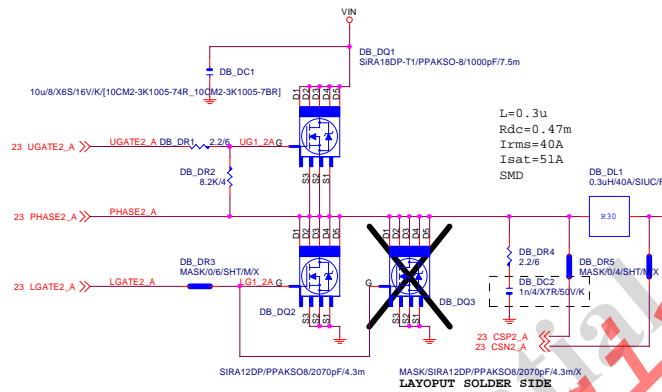 VIN
DB_DQ1
SiRA18DP-T1/PPAKSO-8/1000pF/7.5m
DB_DC1
10u/8/X6S/16V/K/[10CM2-3K1005-74R_10CM2-3K1005-7BR]
D1 D2 D3 D4 D5
L=0.3u
Rdc=0.47m
Irms=40A
Isat=51A
SMD
23 UGATE2_A UGATE2_A DB_DR1 2.2/6 UG1_2A G
S3 S2 S1
DB_DR2
8.2K/4
DB_DL1
0.3uH/40A/SIUC/F
R30
23 PHASE2_A PHASE2_A
D1 D2 D3 D4 D5
D1 D2 D3 D4 D5
DB_DR4
2.2/6
DB_DR3
MASK/0/6/SHT/M/X
DB_DR5
MASK/0/4/SHT/M/X
23 LGATE2_A LGATE2_A LG1_2A G
G
DB_DC2
1n/4/X7R/50V/K
DB_DQ2
S3 S2 S1
DB_DQ3
S3 S2 S1
23 CSP2_A
23 CSN2_A
SIRA12DP/PPAKSO8/2070pF/4.3m
MASK/SIRA12DP/PPAKSO8/2070pF/4.3m/X
LAYOPUT SOLDER SIDE